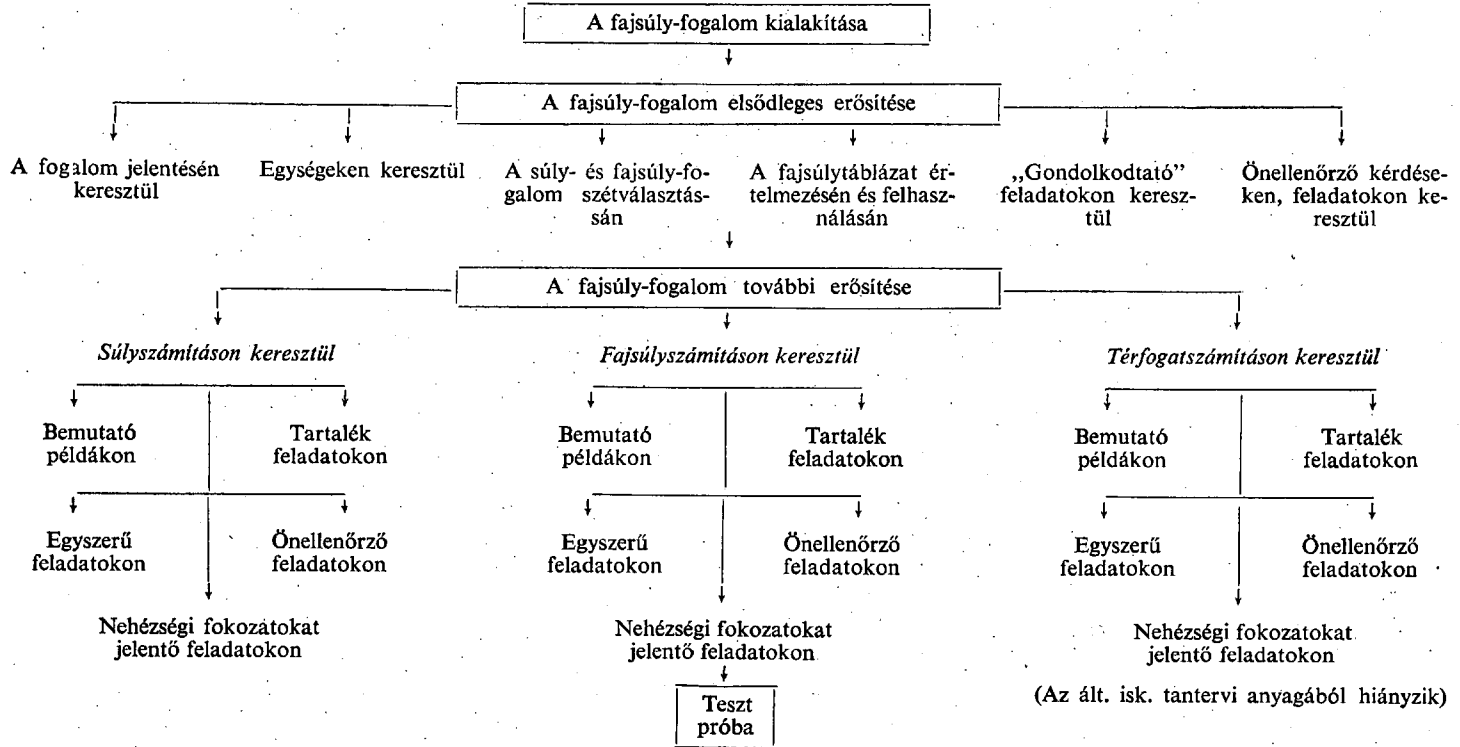 A fajsúly-fogalom kialakítása
A fajsúly-fogalom elsődleges erősítése
A fogalom jelentésén
keresztül
Egységeken keresztül
A súly- és fajsúly-fo-
galom szétválasztás-
sán
A fajsúlytáblázat ér-
telmezésén és felhasz-
nálásán
„Gondolkodtató”
feladatokon keresz-
tül
Önellenőrző kérdése-
ken, feladatokon ke-
resztül
A fajsúly-fogalom további erősítése
Súlyszámításon keresztül
Bemutató
példákon
Tartalék
feladatokon
Egyszerű
feladatokon
Önellenőrző
feladatokon
Nehézségi fokozatokat
jelentő feladatokon
Fajsúlyszámításon keresztül
Bemutató
példákon
Tartalék
feladatokon
Egyszerű
feladatokon
Önellenőrző
feladatokon
Nehézségi fokozatokat
jelentő feladatokon
Teszt
próba
Térfogatszámításon keresztül
Bemutató
példákon
Tartalék
feladatokon
Egyszerű
feladatokon
Önellenőrző
feladatokon
Nehézségi fokozatokat
jelentő feladatokon
(Az ált. isk. tantervi anyagából hiányzik)